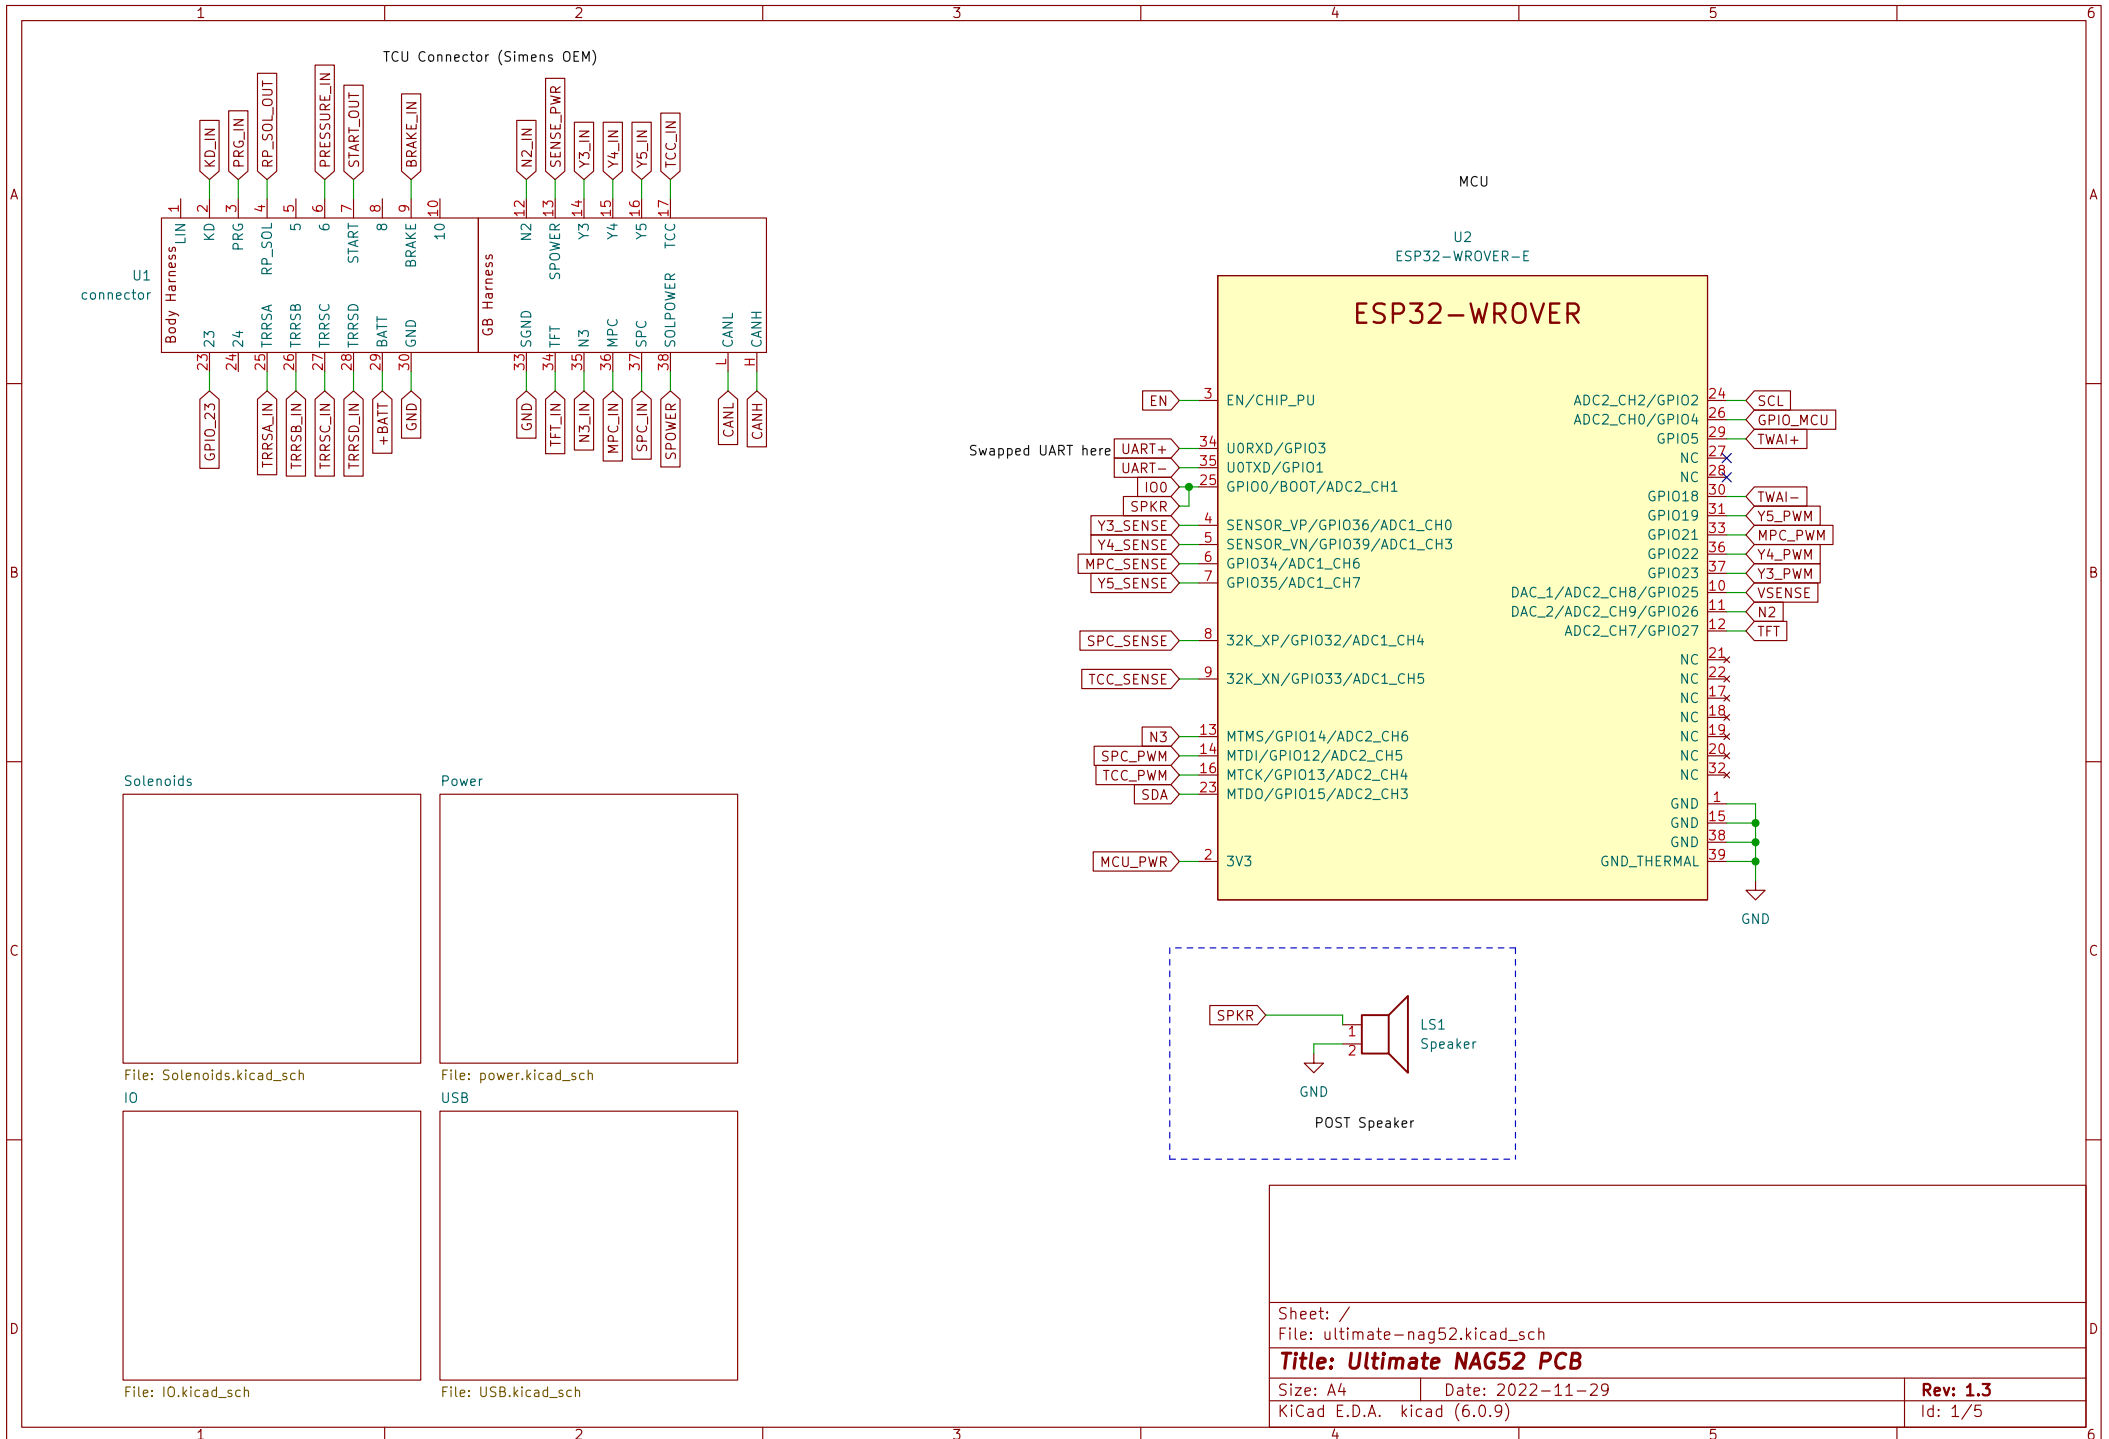 1 2 3 4 5 6
TCU Connector (Simens OEM)
KD_IN
PRG_IN
RP_SOL_OUT
PRESSURE_IN
START_OUT
BRAKE_IN
N2_IN
SENSE_PWR
Y3_IN
Y4_IN
Y5_IN
TCC_IN
1 2 3 4 5 6 7 8 9 10 12 13 14 15 16 17
LIN KD PRG RP_SOL 5 6 START 8 BRAKE 10 N2 SPOWER Y3 Y4 Y5 TCC
U1
connector
Body Harness
GB Harness
23 24 TRRSA TRRSB TRRSC TRRSD BATT GND SGND TFT N3 MPC SPC SOLPOWER CANL CANH
23 24 25 26 27 28 29 30 33 34 35 36 37 38 L H
GPIO_23
TRRSA_IN
TRRSB_IN
TRRSC_IN
TRRSD_IN
+BATT
GND
GND
TFT_IN
N3_IN
MPC_IN
SPC_IN
SPOWER
CANL
CANH
MCU
U2
ESP32-WROVER-E
ESP32-WROVER
EN 3 EN/CHIP_PU
Swapped UART here
UART+ 34 U0RXD/GPIO3
UART- 35 U0TXD/GPIO1
IO0 25 GPIO0/BOOT/ADC2_CH1
SPKR
Y3_SENSE 4 SENSOR_VP/GPIO36/ADC1_CH0
Y4_SENSE 5 SENSOR_VN/GPIO39/ADC1_CH3
MPC_SENSE 6 GPIO34/ADC1_CH6
Y5_SENSE 7 GPIO35/ADC1_CH7
SPC_SENSE 8 32K_XP/GPIO32/ADC1_CH4
TCC_SENSE 9 32K_XN/GPIO33/ADC1_CH5
N3 13 MTMS/GPIO14/ADC2_CH6
SPC_PWM 14 MTDI/GPIO12/ADC2_CH5
TCC_PWM 16 MTCK/GPIO13/ADC2_CH4
SDA 23 MTDO/GPIO15/ADC2_CH3
MCU_PWR 2 3V3
ADC2_CH2/GPIO2 24 SCL
ADC2_CH0/GPIO4 26 GPIO_MCU
GPIO5 29 TWAI+
NC 27
NC 28
GPIO18 30 TWAI-
GPIO19 31 Y5_PWM
GPIO21 33 MPC_PWM
GPIO22 36 Y4_PWM
GPIO23 37 Y3_PWM
DAC_1/ADC2_CH8/GPIO25 10 VSENSE
DAC_2/ADC2_CH9/GPIO26 11 N2
ADC2_CH7/GPIO27 12 TFT
NC 21
NC 22
NC 17
NC 18
NC 19
NC 20
NC 32
GND 1
GND 15
GND 38
GND_THERMAL 39
GND
Solenoids
File: Solenoids.kicad_sch
Power
File: power.kicad_sch
IO
File: IO.kicad_sch
USB
File: USB.kicad_sch
SPKR
1
2
LS1
Speaker
GND
POST Speaker
Sheet: /
File: ultimate-nag52.kicad_sch
Title: Ultimate NAG52 PCB
Size: A4 Date: 2022-11-29 Rev: 1.3
KiCad E.D.A. kicad (6.0.9) Id: 1/5
A A
B B
C C
D D
1 2 3 4 5 6